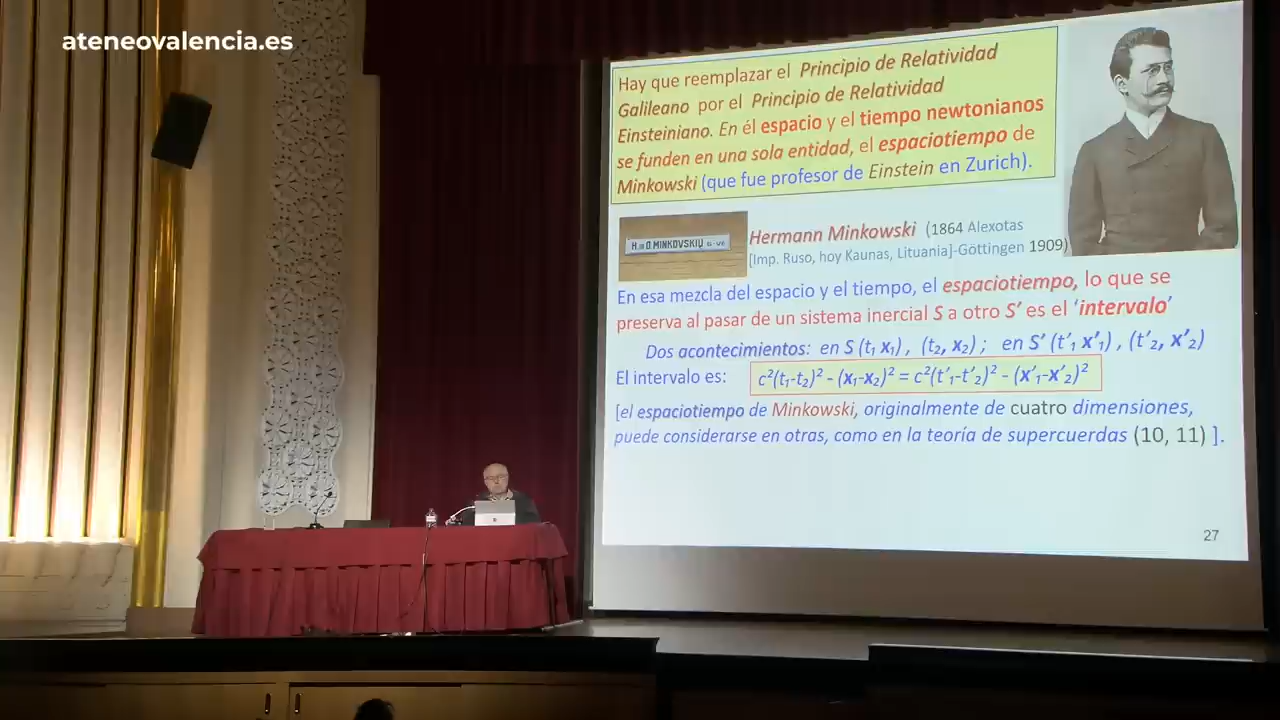 ateneovalencia.es
Hay que reemplazar el Principio de Relatividad
Galileano por el Principio de Relatividad
Einsteiniano. En él espacio y el tiempo newtonianos
se funden en una sola entidad, el espaciotiempo de
Minkowski (que fue profesor de Einstein en Zurich).
Hermann Minkowski (1864 Alexotas
[Imp. Ruso, hoy Kaunas, Lituania]-Göttingen 1909)
En esa mezcla del espacio y el tiempo, el espaciotiempo, lo que se
preserva al pasar de un sistema inercial S a otro S’ es el ‘intervalo’
Dos acontecimientos: en S (t₁ x₁) , (t₂, x₂) ; en S’ (t’₁ x’₁) , (t’₂, x’₂)
El intervalo es: c²(t₁-t₂)² - (x₁-x₂)² = c²(t’₁-t’₂)² - (x’₁-x’₂)²
[el espaciotiempo de Minkowski, originalmente de cuatro dimensiones,
puede considerarse en otras, como en la teoría de supercuerdas (10, 11) ].
27